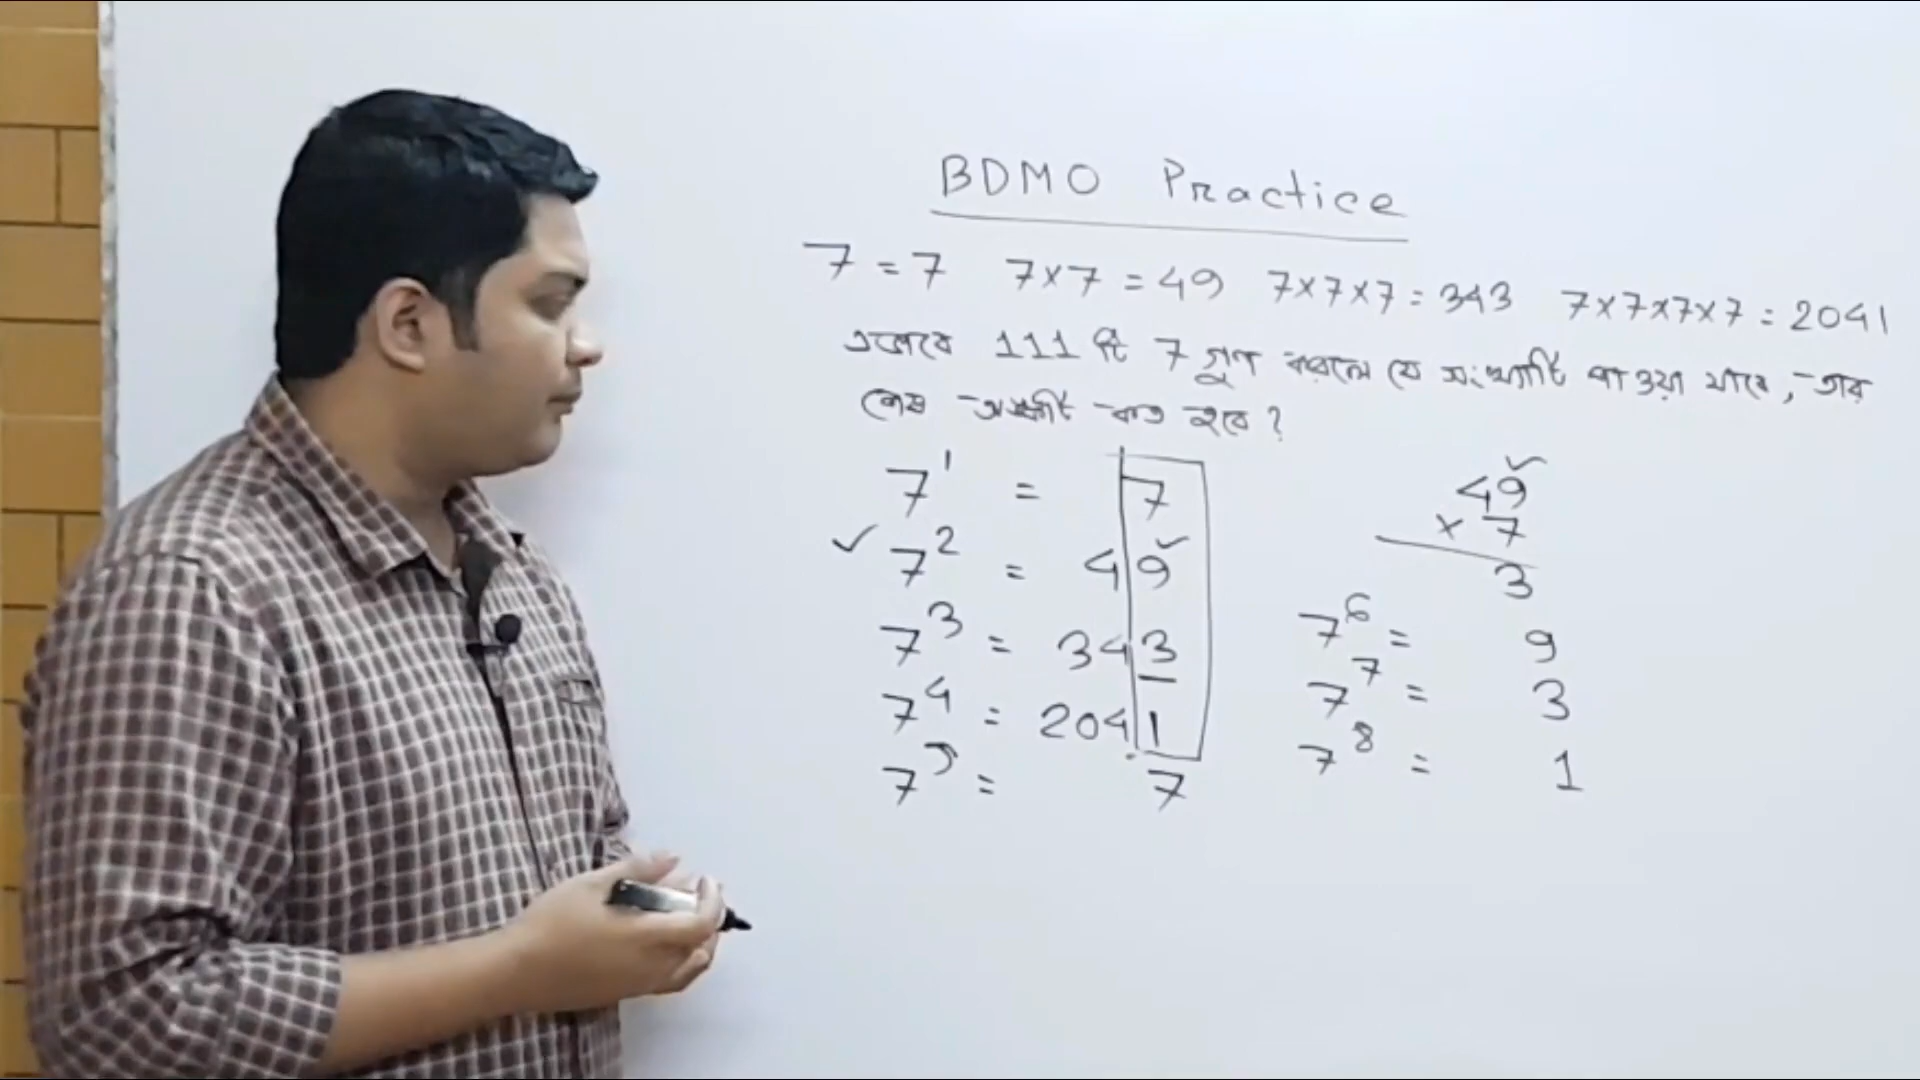 BDMO Practice
7 = 7 7×7 = 49 7×7×7 = 343 7×7×7×7 = 2041
এভাবে 111 টি 7 গুণ করলে যে সংখ্যাটি পাওয়া যাবে, তার
শেষ অঙ্কটি কত হবে?
7¹ = 7
✓ 7² = 49✓
7³ = 343
7⁴ = 2041
7⁵ = 7
49✓
× 7
3
7⁶ = 9
7⁷ = 3
7⁸ = 1